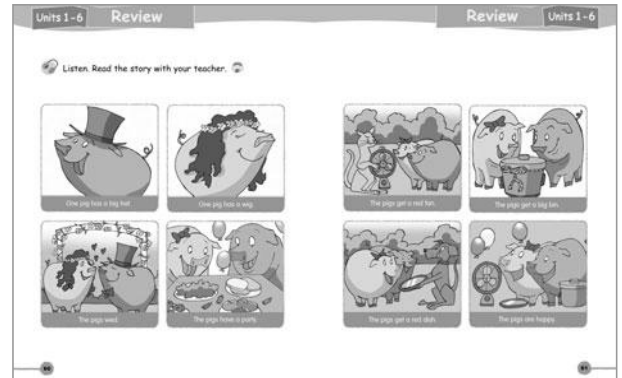 Units 1-6 Review
Review Units 1-6
Listen. Read the story with your teacher.
One pig has a big hat.
One pig has a wig.
The pigs wed.
The pigs have a party.
The pigs get a red fan.
The pigs get a big bin.
The pigs get a red dish.
The pigs are happy.